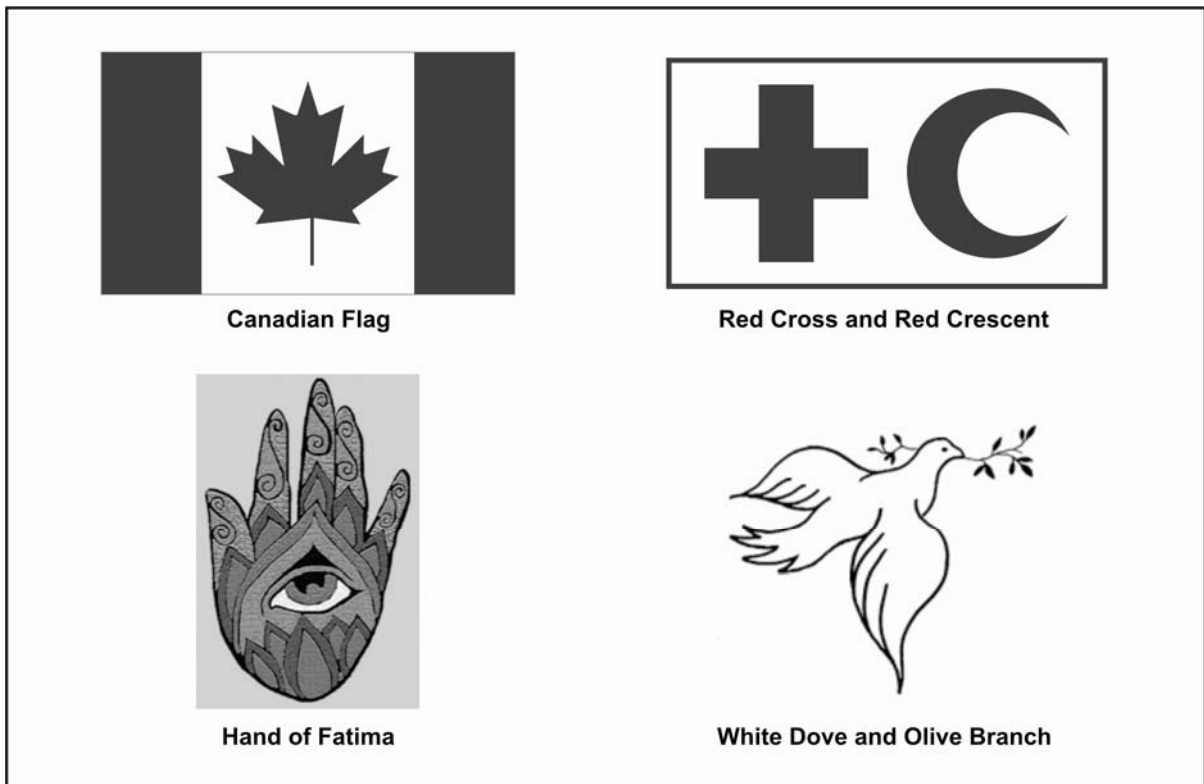 Canadian Flag
Red Cross and Red Crescent
Hand of Fatima
White Dove and Olive Branch